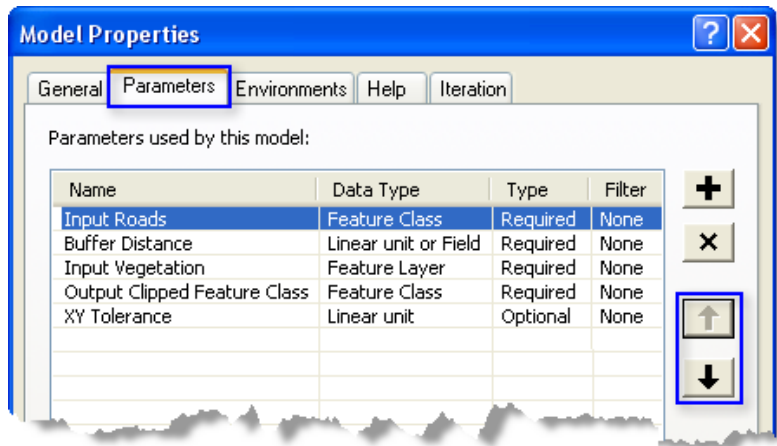 Model Properties
General Parameters Environments Help Iteration
Parameters used by this model:
Name Data Type Type Filter
Input Roads Feature Class Required None
Buffer Distance Linear unit or Field Required None
Input Vegetation Feature Layer Required None
Output Clipped Feature Class Feature Class Required None
XY Tolerance Linear unit Optional None